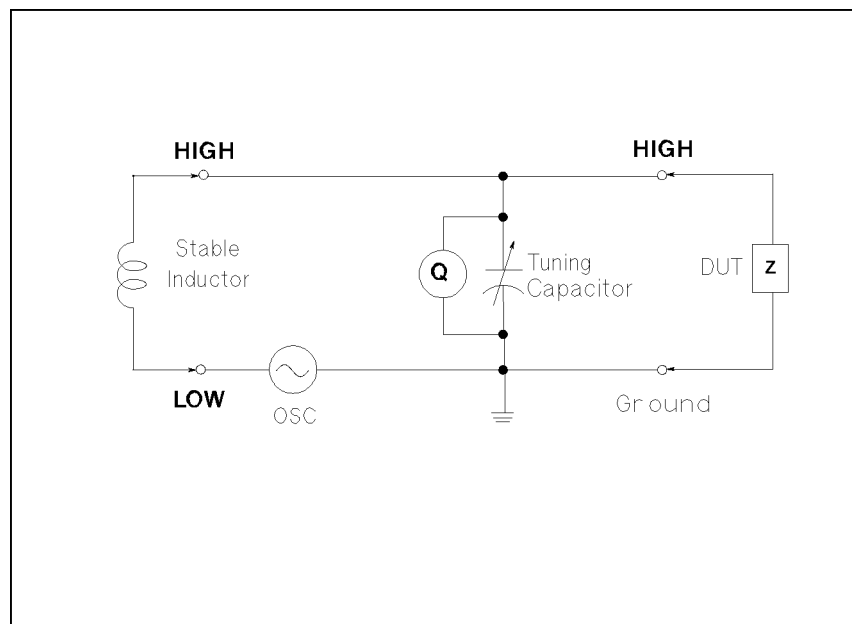 HIGH
HIGH
Stable
Inductor
Q
Tuning
Capacitor
DUT
Z
LOW
OSC
Ground